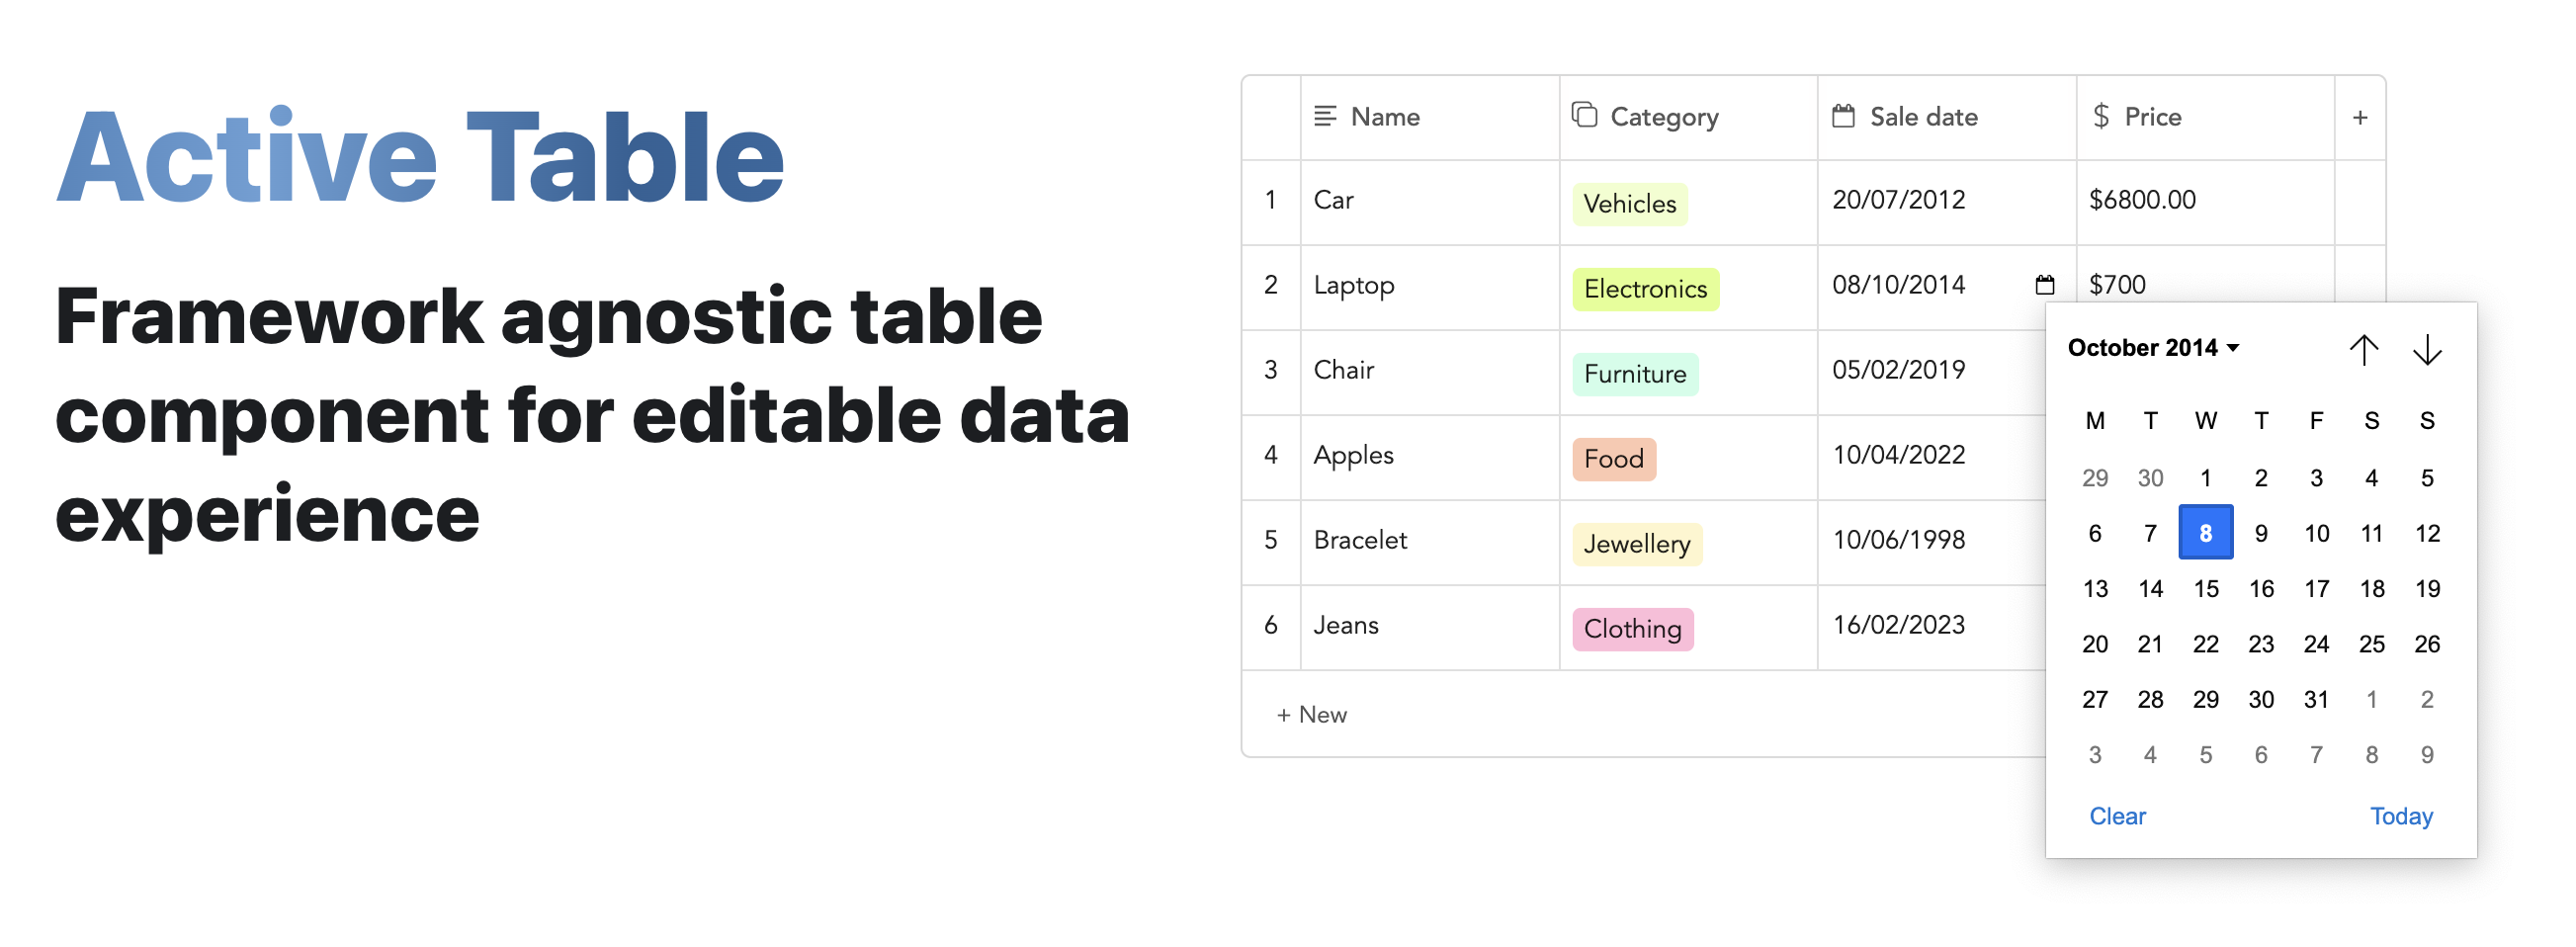 Active Table
Framework agnostic table
component for editable data
experience
Name Category Sale date $ Price +
1 Car Vehicles 20/07/2012 $6800.00
2 Laptop Electronics 08/10/2014 $700
3 Chair Furniture 05/02/2019
4 Apples Food 10/04/2022
5 Bracelet Jewellery 10/06/1998
6 Jeans Clothing 16/02/2023
+ New
October 2014
M T W T F S S
29 30 1 2 3 4 5
6 7 8 9 10 11 12
13 14 15 16 17 18 19
20 21 22 23 24 25 26
27 28 29 30 31 1 2
3 4 5 6 7 8 9
Clear Today